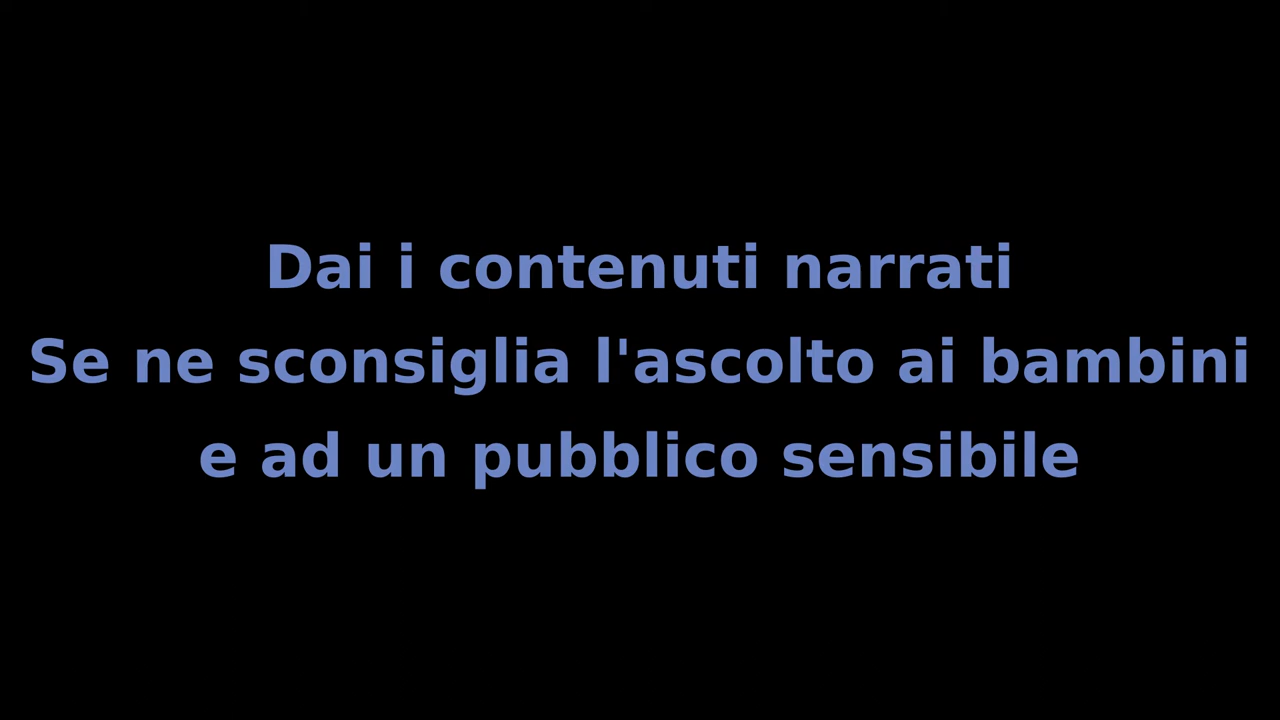 Dai i contenuti narrati
Se ne sconsiglia l'ascolto ai bambini
e ad un pubblico sensibile